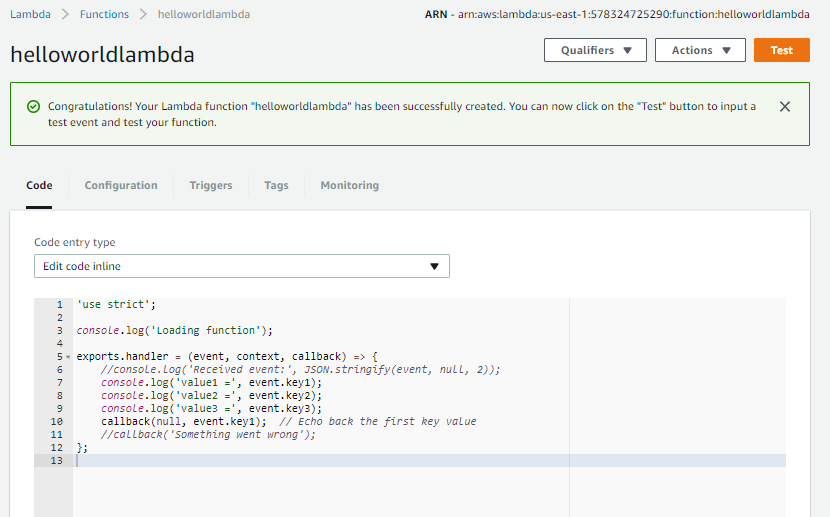 Lambda > Functions > helloworldlambda
ARN - arn:aws:lambda:us-east-1:578324725290:function:helloworldlambda
helloworldlambda
Qualifiers
Actions
Test
Congratulations! Your Lambda function "helloworldlambda" has been successfully created. You can now click on the "Test" button to input a
test event and test your function.
Code
Configuration
Triggers
Tags
Monitoring
Code entry type
Edit code inline
1 'use strict';
2
3 console.log('Loading function');
4
5 exports.handler = (event, context, callback) => {
6     //console.log('Received event:', JSON.stringify(event, null, 2));
7     console.log('value1 =', event.key1);
8     console.log('value2 =', event.key2);
9     console.log('value3 =', event.key3);
10     callback(null, event.key1);  // Echo back the first key value
11     //callback('Something went wrong');
12 };
13